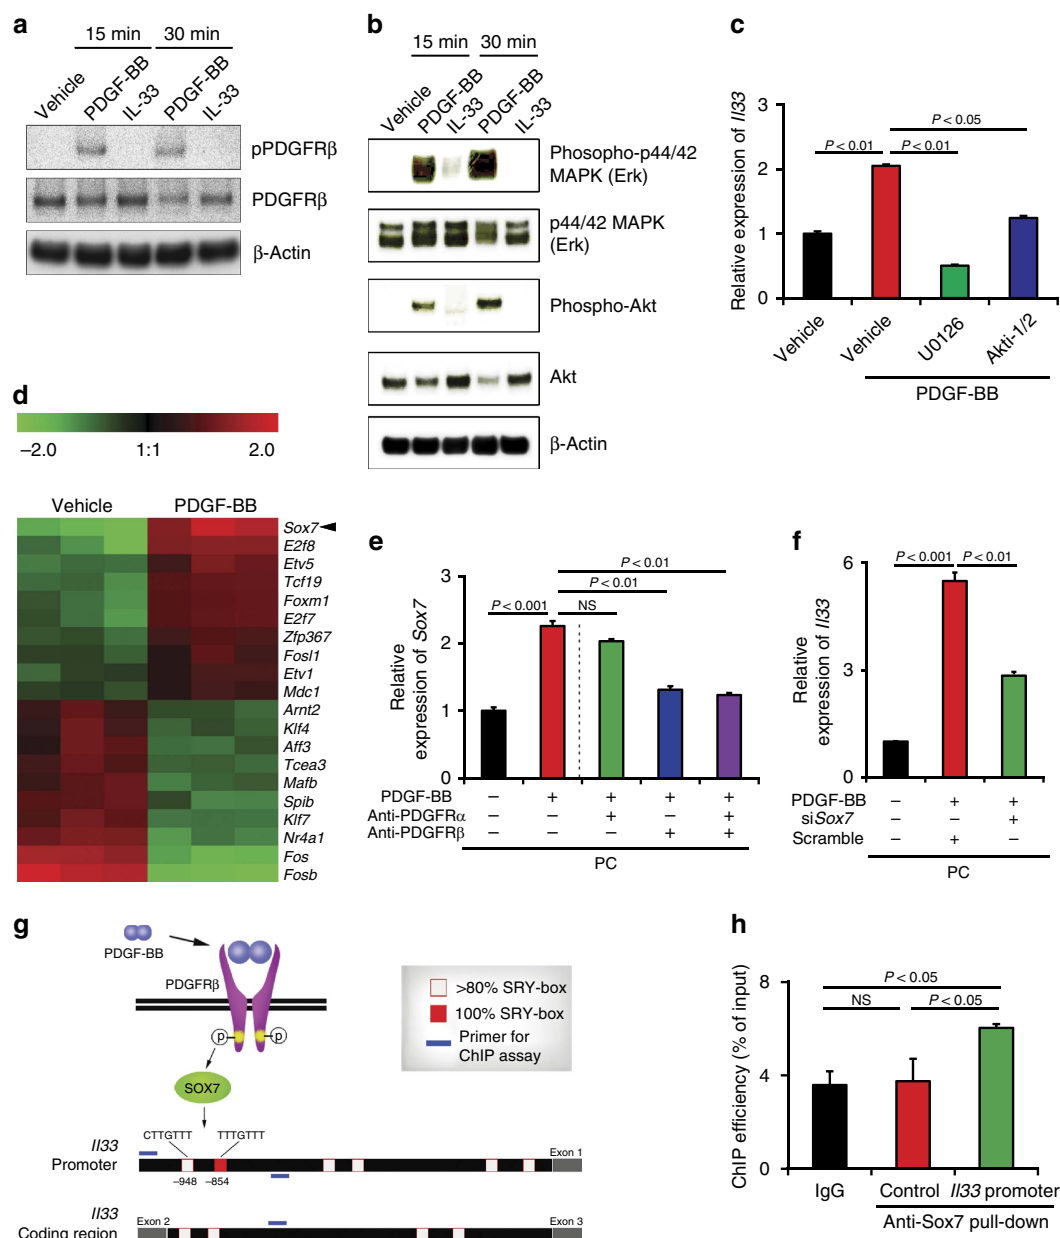 a
15 min
30 min
Vehicle
PDGF-BB
IL-33
PDGF-BB
IL-33
pPDGFRβ
PDGFRβ
β-Actin
b
15 min
30 min
Vehicle
PDGF-BB
IL-33
PDGF-BB
IL-33
Phosopho-p44/42
MAPK (Erk)
p44/42 MAPK
(Erk)
Phospho-Akt
Akt
β-Actin
c
Relative expression of Il33
3
2
1
0
P < 0.05
P < 0.01
P < 0.01
Vehicle
Vehicle
U0126
Akti-1/2
PDGF-BB
d
–2.0
1:1
2.0
Vehicle
PDGF-BB
Sox7
E2f8
Etv5
Tcf19
Foxm1
E2f7
Zfp367
Fosl1
Etv1
Mdc1
Arnt2
Klf4
Aff3
Tcea3
Mafb
Spib
Klf7
Nr4a1
Fos
Fosb
e
Relative
expression of Sox7
3
2
1
0
P < 0.01
P < 0.01
P < 0.001
NS
PDGF-BB – + + + +
Anti-PDGFRα – – + – +
Anti-PDGFRβ – – – + +
PC
f
Relative
expression of Il33
6
3
0
P < 0.001
P < 0.01
PDGF-BB – + +
siSox7 – – +
Scramble – + –
PC
g
PDGF-BB
PDGFRβ
p
p
SOX7
>80% SRY-box
100% SRY-box
Primer for
ChIP assay
CTTGTTT
TTTGTTT
Il33
Promoter
Exon 1
–948
–854
Il33
Coding region
Exon 2
Exon 3
h
ChIP efficiency (% of input)
8
4
0
P < 0.05
NS
P < 0.05
IgG
Control
Il33 promoter
Anti-Sox7 pull-down